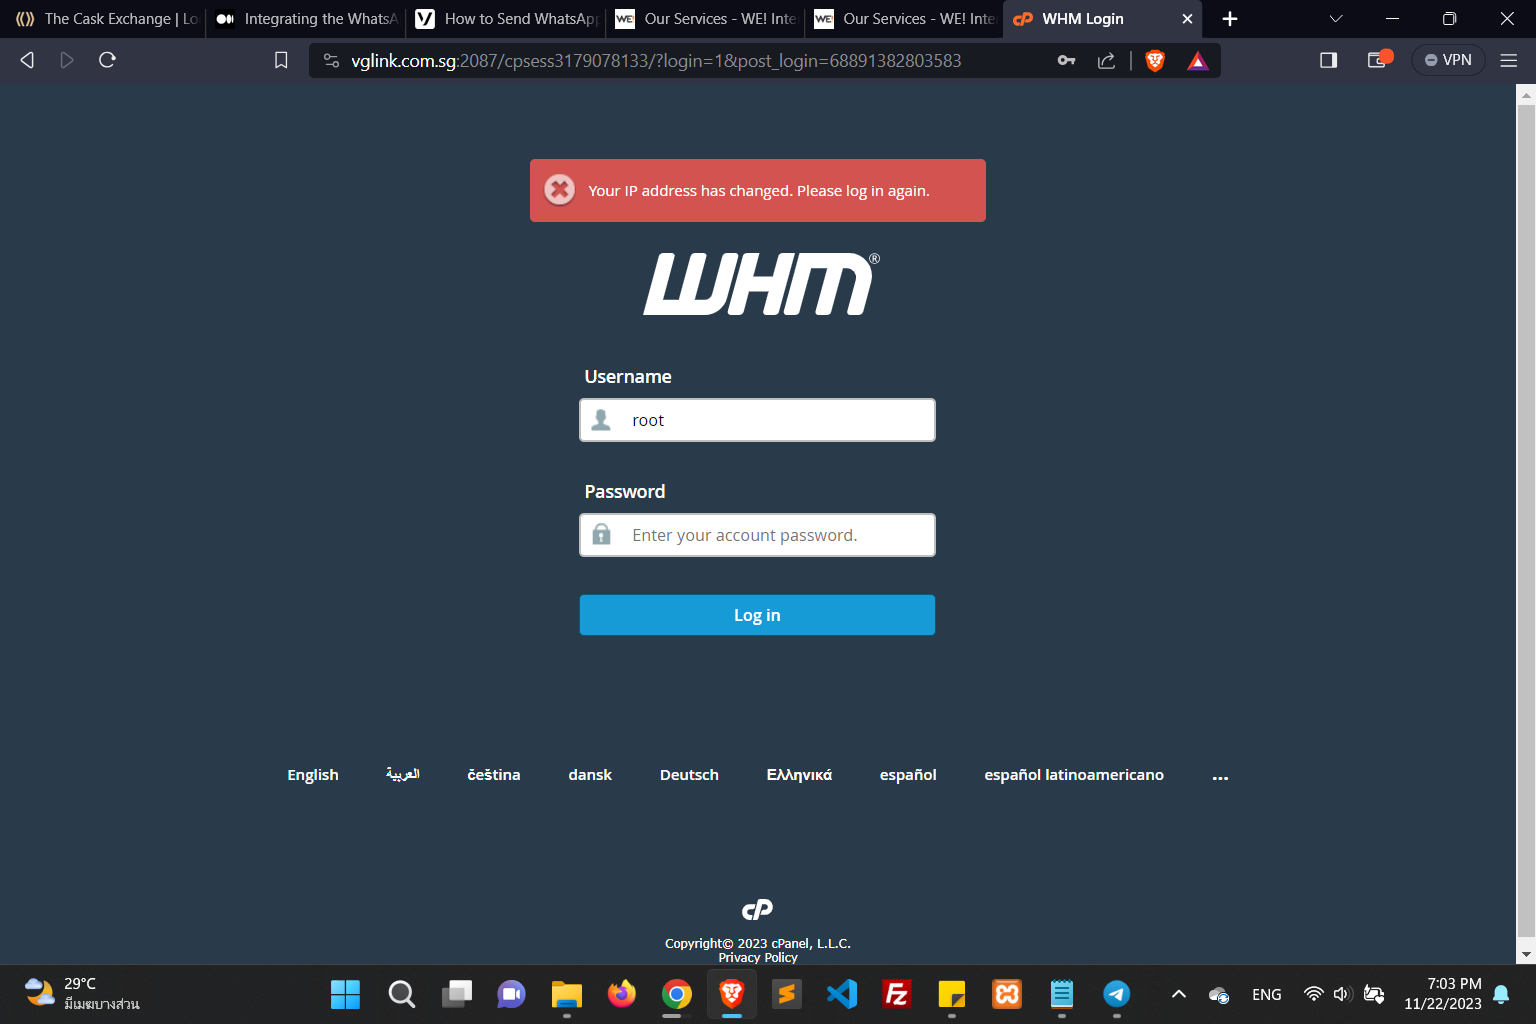 The Cask Exchange | Lo
Integrating the WhatsA
How to Send WhatsApp
WE! Our Services - WE! Inte
WE! Our Services - WE! Inte
cP WHM Login
vglink.com.sg:2087/cpsess3179078133/?login=1&post_login=68891382803583
VPN
Your IP address has changed. Please log in again.
WHM®
Username
root
Password
Enter your account password.
Log in
English العربية čeština dansk Deutsch Ελληνικά español español latinoamericano ...
cP
Copyright© 2023 cPanel, L.L.C.
Privacy Policy
29°C
มีเมฆบางส่วน
Fz
ENG
7:03 PM
11/22/2023